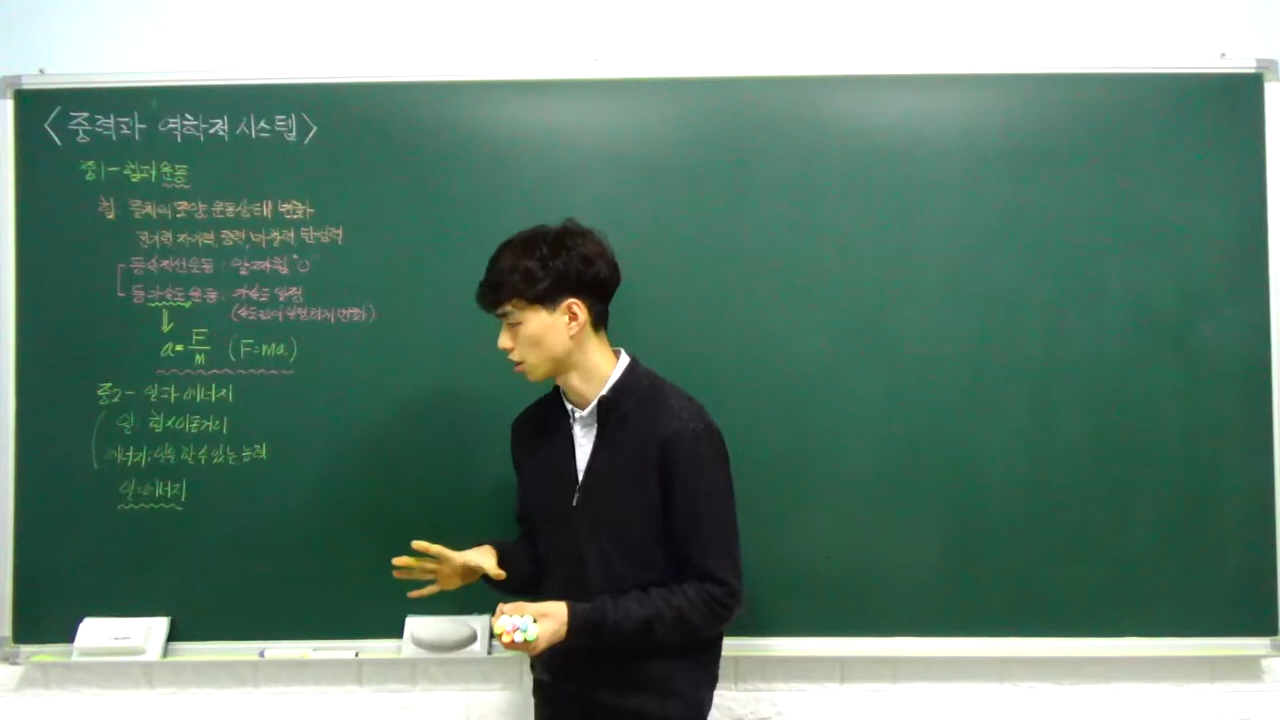 <중력과 역학적 시스템>
중1 - 힘과 운동
힘: 물체의 모양, 운동상태 변화
전기력, 자기력, 중력, 마찰력, 탄성력
등속직선운동: 알짜힘 "0"
등가속도 운동: 가속도 일정
(속도값이 일정하게 변화)
⇓
a = F/m (F=ma)
중2 - 일과 에너지
일: 힘×이동거리
에너지: 일을 할 수 있는 능력
일=에너지